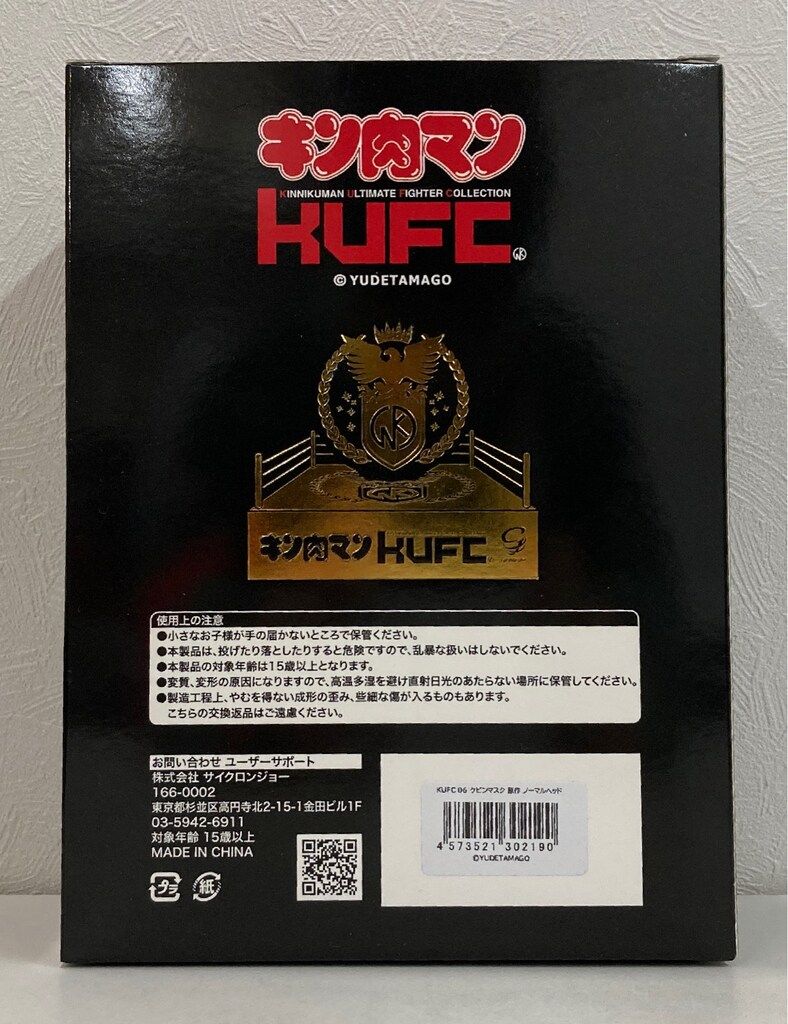 キン肉マン
KINNIKUMAN ULTIMATE FIGHTER COLLECTION
KUFC
© YUDETAMAGO
キン肉マン KUFC
使用上の注意
●小さなお子様が手の届かないところで保管ください。
●本製品は、投げたり落としたりすると危険ですので、乱暴な扱いはしないでください。
●本製品の対象年齢は15歳以上となります。
●変質、変形の原因になりますので、高温多湿を避け直射日光のあたらない場所に保管してください。
●製造工程上、やむを得ない成形の歪み、些細な傷が入るものもあります。
こちらの交換返品はご遠慮ください。
お問い合わせ ユーザーサポート
株式会社 サイクロンジョー
166-0002
東京都杉並区高円寺北2-15-1金田ビル1F
03-5942-6911
対象年齢 15歳以上
MADE IN CHINA
プラ 紙
KUFC 06 ケビンマスク 原作 ノーマルヘッド
4 573521 302190
©YUDETAMAGO